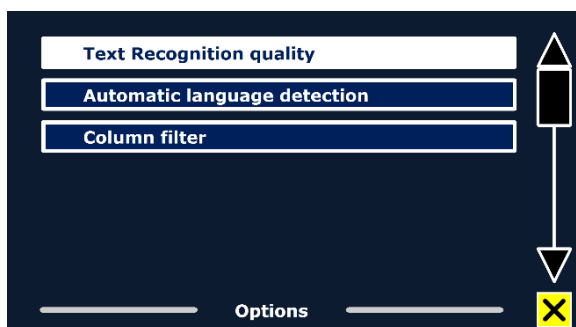 Text Recognition quality
Automatic language detection
Column filter
Options